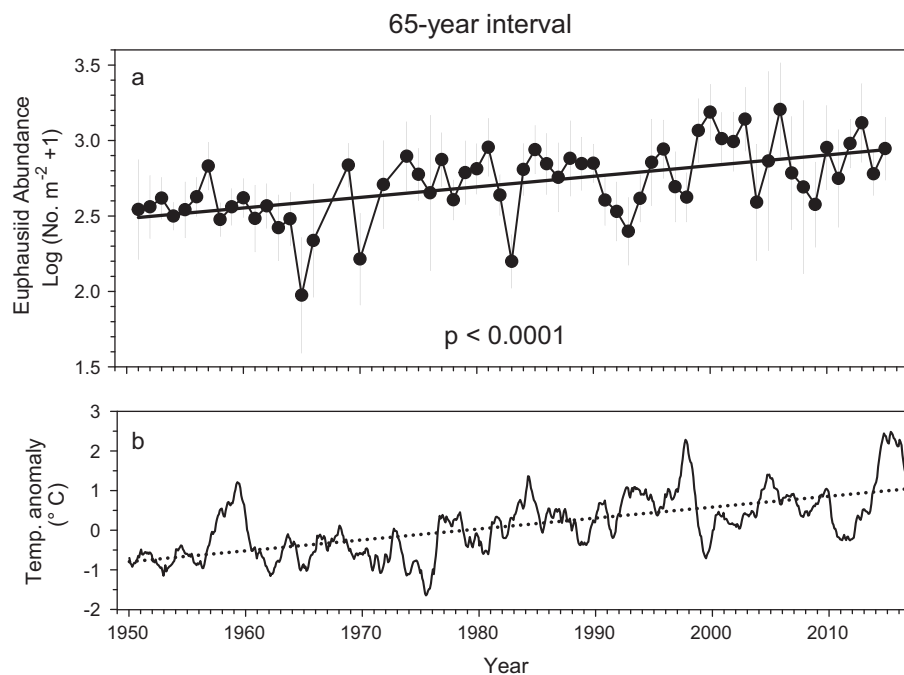 65-year interval
a
Euphausiid Abundance
Log (No. m-2 +1)
3.5
3.0
2.5
2.0
1.5
p < 0.0001
b
Temp. anomaly
(° C)
3
2
1
0
-1
-2
1950 1960 1970 1980 1990 2000 2010
Year